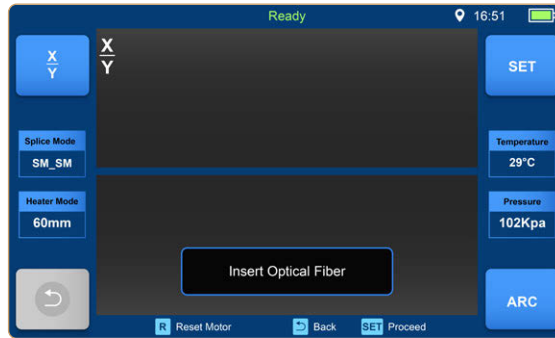 Ready
16:51
X
Y
X
Y
SET
Splice Mode
SM_SM
Temperature
29°C
Heater Mode
60mm
Pressure
102Kpa
Insert Optical Fiber
ARC
R Reset Motor
Back
SET Proceed